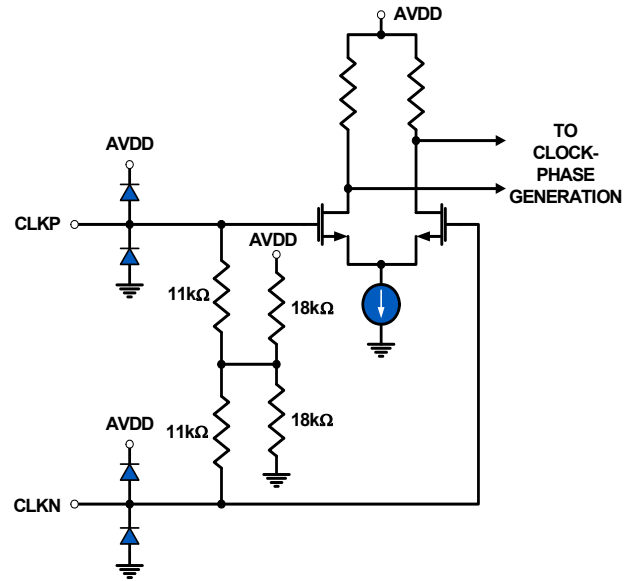 AVDD
TO
CLOCK-
PHASE
GENERATION
AVDD
CLKP
AVDD
11kΩ
18kΩ
11kΩ
18kΩ
AVDD
CLKN